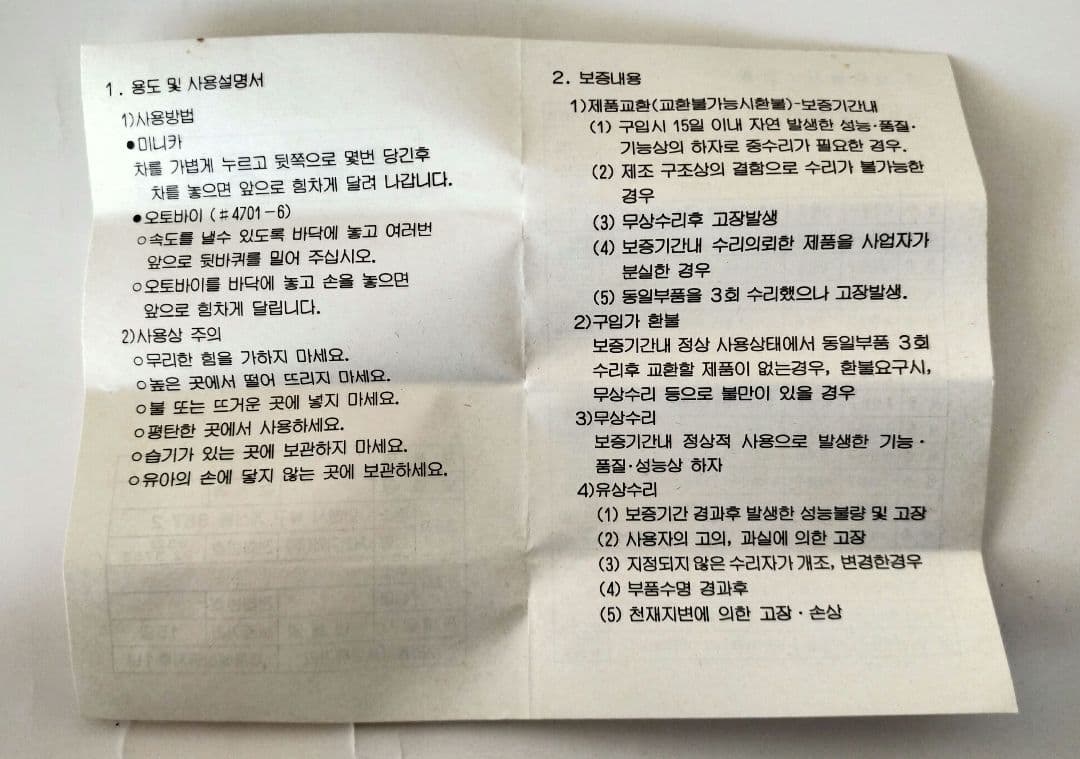 1. 용도 및 사용설명서
1)사용방법
●미니카
차를 가볍게 누르고 뒷쪽으로 몇번 당긴후
차를 놓으면 앞으로 힘차게 달려 나갑니다.
●오토바이(♯4701-6)
○속도를 낼수 있도록 바닥에 놓고 여러번
앞으로 뒷바퀴를 밀어 주십시오.
○오토바이를 바닥에 놓고 손을 놓으면
앞으로 힘차게 달립니다.
2)사용상 주의
○무리한 힘을 가하지 마세요.
○높은 곳에서 떨어 뜨리지 마세요.
○불 또는 뜨거운 곳에 넣지 마세요.
○평탄한 곳에서 사용하세요.
○습기가 있는 곳에 보관하지 마세요.
○유아의 손에 닿지 않는 곳에 보관하세요.
2. 보증내용
1)제품교환(교환불가능시환불)-보증기간내
(1) 구입시 15일 이내 자연 발생한 성능·품질·
기능상의 하자로 중수리가 필요한 경우.
(2) 제조 구조상의 결함으로 수리가 불가능한
경우
(3) 무상수리후 고장발생
(4) 보증기간내 수리의뢰한 제품을 사업자가
분실한 경우
(5) 동일부품을 3회 수리했으나 고장발생.
2)구입가 환불
보증기간내 정상 사용상태에서 동일부품 3회
수리후 교환할 제품이 없는경우, 환불요구시,
무상수리 등으로 불만이 있을 경우
3)무상수리
보증기간내 정상적 사용으로 발생한 기능·
품질·성능상 하자
4)유상수리
(1) 보증기간 경과후 발생한 성능불량 및 고장
(2) 사용자의 고의, 과실에 의한 고장
(3) 지정되지 않은 수리자가 개조, 변경한경우
(4) 부품수명 경과후
(5) 천재지변에 의한 고장·손상